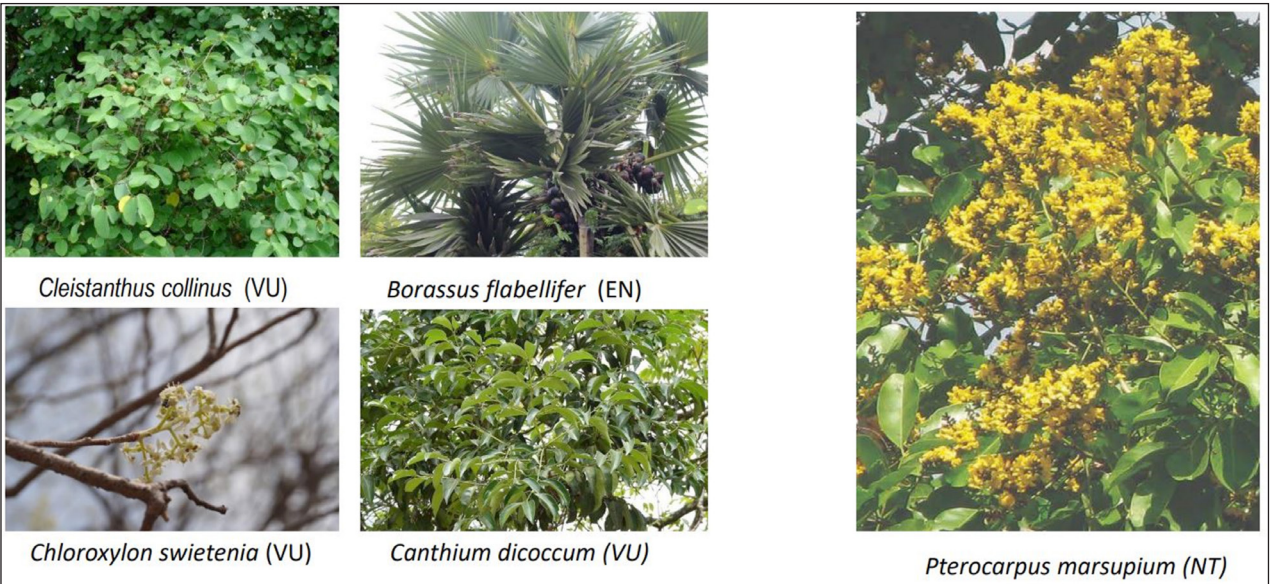 Cleistanthus collinus (VU)
Borassus flabellifer (EN)
Chloroxylon swietenia (VU)
Canthium dicoccum (VU)
Pterocarpus marsupium (NT)